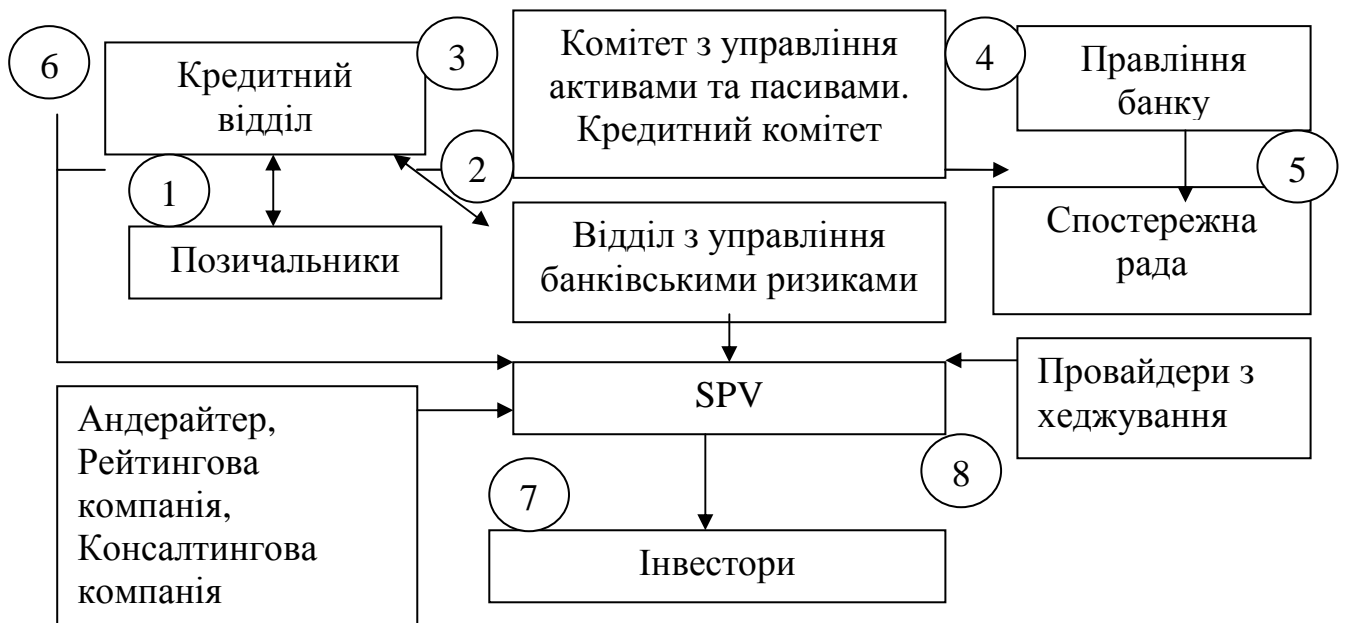 6
Кредитний
відділ
3
Комітет з управління
активами та пасивами.
Кредитний комітет
4
Правління
банку
1
2
5
Позичальники
Відділ з управління
банківськими ризиками
Спостережна
рада
SPV
Провайдери з
хеджування
Андерайтер,
Рейтингова
компанія,
Консалтингова
компанія
7
8
Інвестори